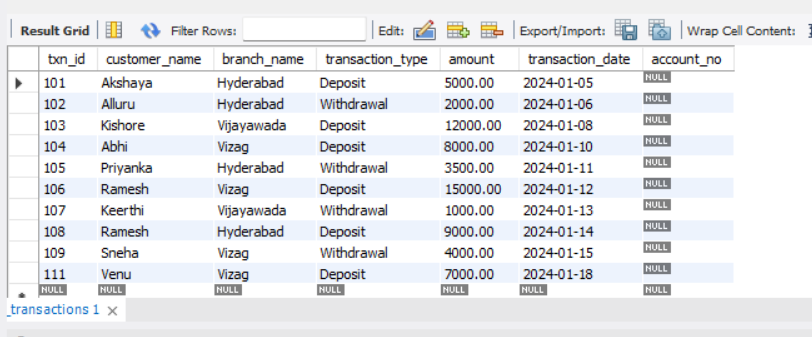 Result Grid Filter Rows: Edit: Export/Import: Wrap Cell Content:
txn_id customer_name branch_name transaction_type amount transaction_date account_no
101 Akshaya Hyderabad Deposit 5000.00 2024-01-05 NULL
102 Alluru Hyderabad Withdrawal 2000.00 2024-01-06 NULL
103 Kishore Vijayawada Deposit 12000.00 2024-01-08 NULL
104 Abhi Vizag Deposit 8000.00 2024-01-10 NULL
105 Priyanka Hyderabad Withdrawal 3500.00 2024-01-11 NULL
106 Ramesh Vizag Deposit 15000.00 2024-01-12 NULL
107 Keerthi Vijayawada Withdrawal 1000.00 2024-01-13 NULL
108 Ramesh Hyderabad Deposit 9000.00 2024-01-14 NULL
109 Sneha Vizag Withdrawal 4000.00 2024-01-15 NULL
111 Venu Vizag Deposit 7000.00 2024-01-18 NULL
NULL NULL NULL NULL NULL NULL NULL
_transactions 1